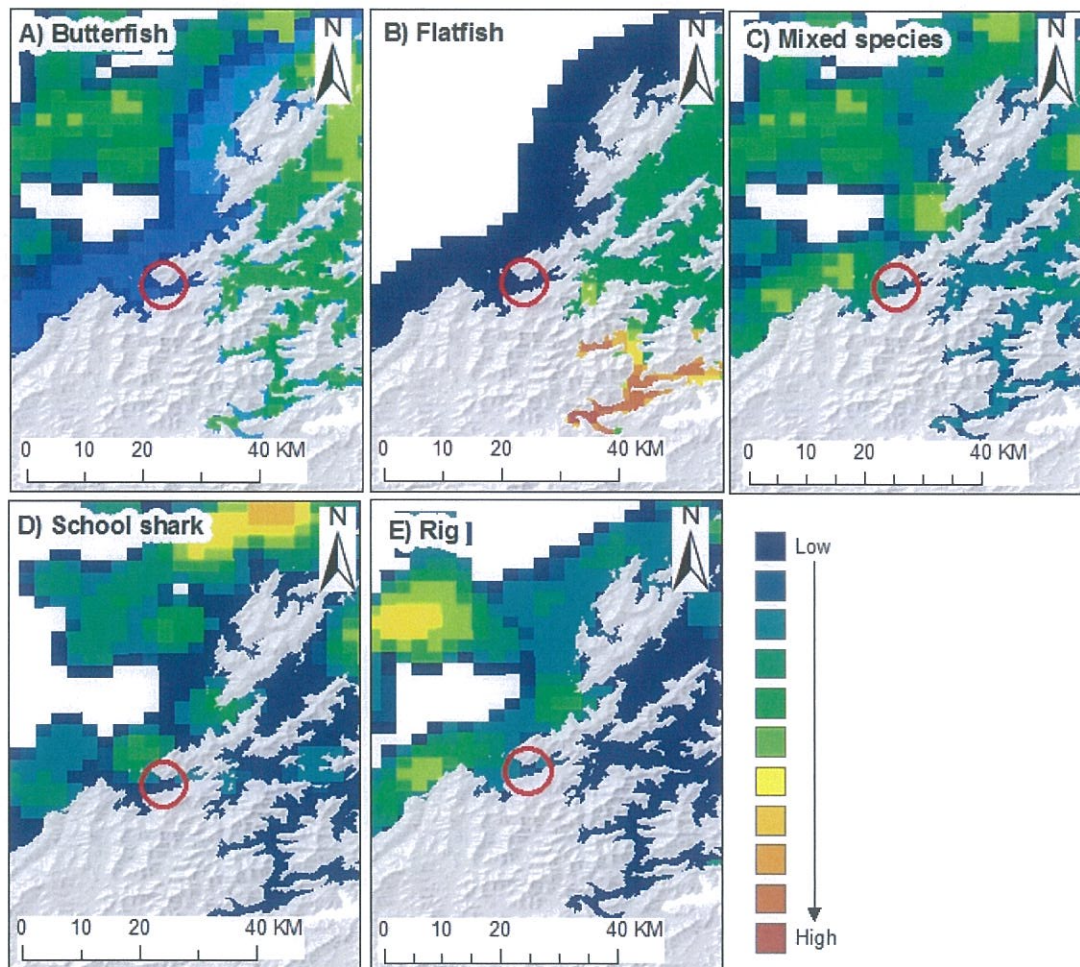 A) Butterfish
N
0 10 20 40 KM
B) Flatfish
N
0 10 20 40 KM
C) Mixed species
N
0 10 20 40 KM
D) School shark
N
0 10 20 40 KM
E) Rig
N
0 10 20 40 KM
Low
High